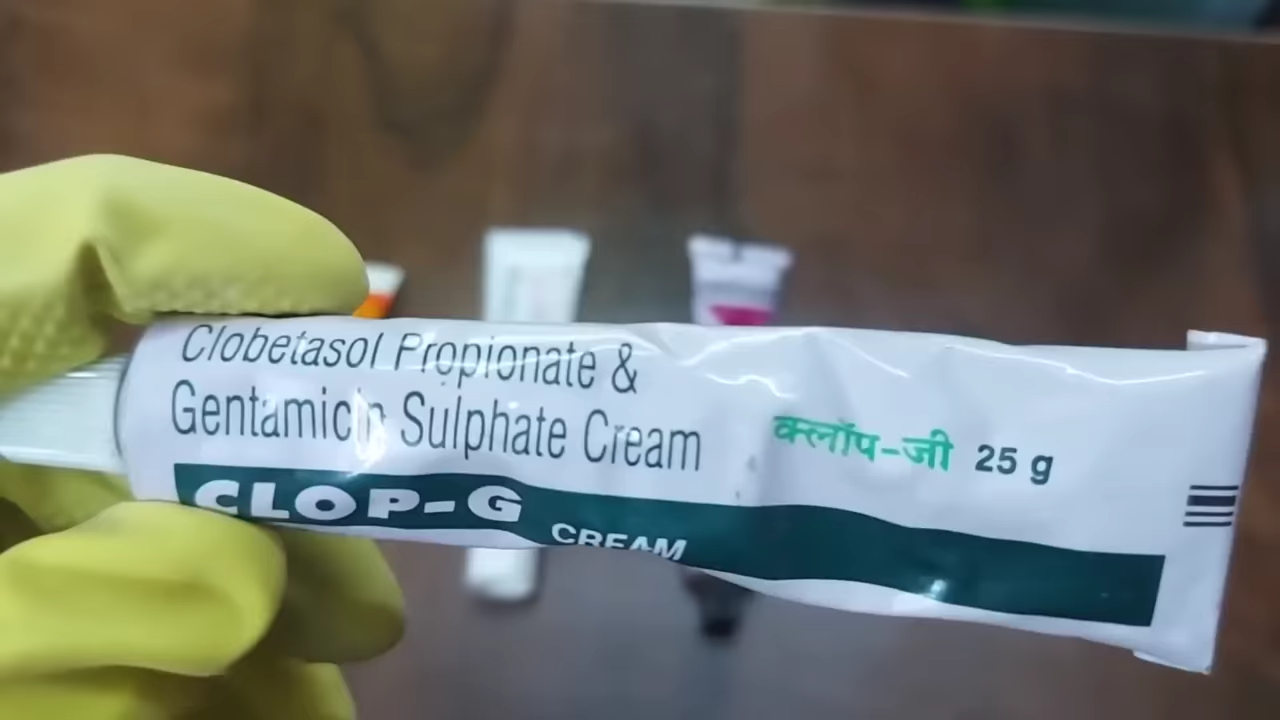 Clobetasol Propionate &
Gentamicin Sulphate Cream
क्लॉप-जी 25 g
CLOP-G CREAM